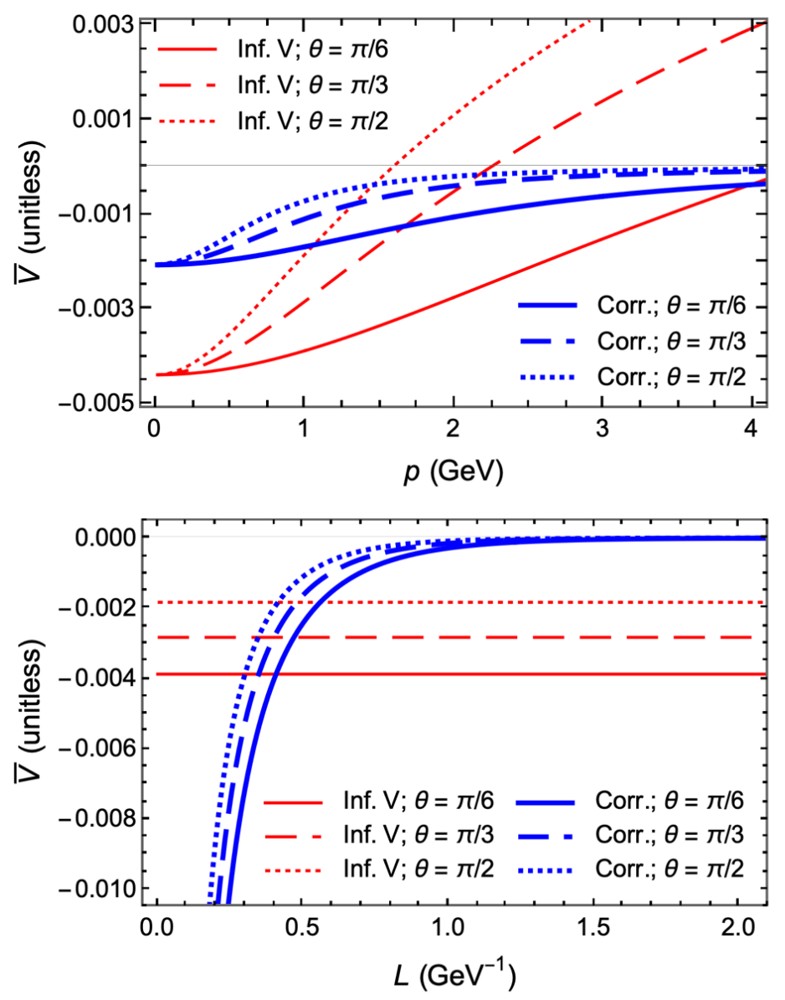 0.003
0.001
−0.001
−0.003
−0.005
V̅ (unitless)
Inf. V; θ = π/6
Inf. V; θ = π/3
Inf. V; θ = π/2
Corr.; θ = π/6
Corr.; θ = π/3
Corr.; θ = π/2
0 1 2 3 4
p (GeV)
0.000
−0.002
−0.004
−0.006
−0.008
−0.010
V̅ (unitless)
Inf. V; θ = π/6 Corr.; θ = π/6
Inf. V; θ = π/3 Corr.; θ = π/3
Inf. V; θ = π/2 Corr.; θ = π/2
0.0 0.5 1.0 1.5 2.0
L (GeV⁻¹)